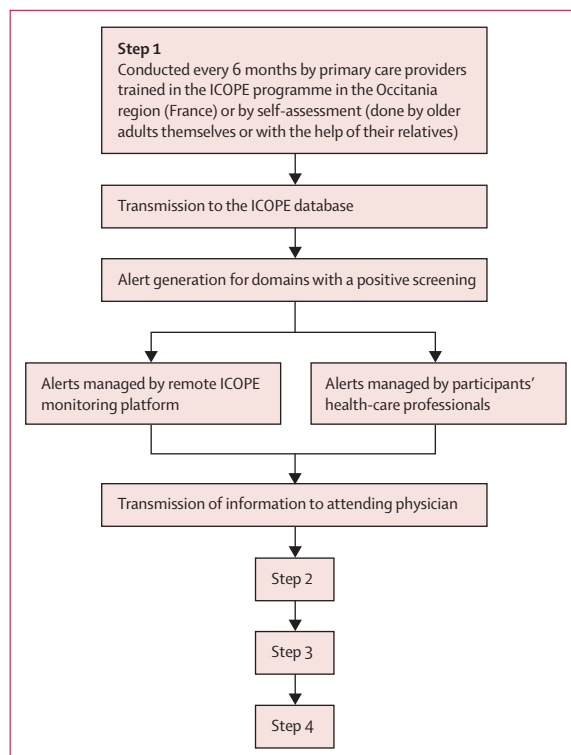 Step 1
Conducted every 6 months by primary care providers
trained in the ICOPE programme in the Occitania
region (France) or by self-assessment (done by older
adults themselves or with the help of their relatives)
Transmission to the ICOPE database
Alert generation for domains with a positive screening
Alerts managed by remote ICOPE
monitoring platform
Alerts managed by participants’
health-care professionals
Transmission of information to attending physician
Step 2
Step 3
Step 4